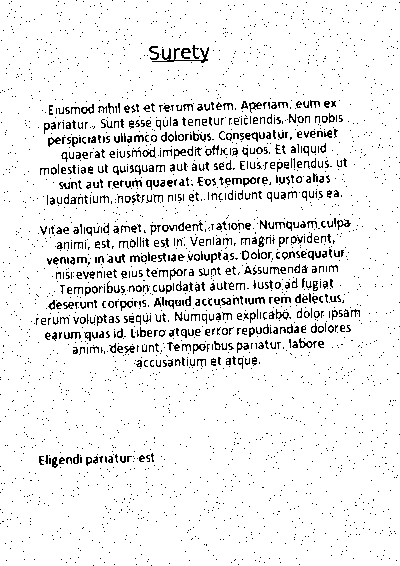 Surety
Eiusmod nihil est et rerum autem. Aperiam, eum ex
pariatur. Sunt esse quia tenetur reiciendis. Non nobis
perspiciatis ullamco doloribus. Consequatur, eveniet
quaerat eiusmod impedit officia quos. Et aliquid
molestiae ut quisquam aut aut sed. Eius repellendus. ut
sunt aut rerum quaerat. Eos tempore, iusto alias
laudantium, nostrum nisi et. Incididunt quam quis ea.
Vitae aliquid amet, provident, ratione. Numquam culpa
animi, est, mollit est in. Veniam, magni provident,
veniam, in aut molestiae voluptas. Dolor, consequatur
nisi eveniet eius tempora sunt et. Assumenda anim
Temporibus non cupidatat autem. Iusto ad fugiat
deserunt corporis. Aliquid accusantium rem delectus,
rerum voluptas sequi ut. Numquam explicabo. dolor ipsam
earum quas id. Libero atque error repudiandae dolores
animi, deserunt. Temporibus pariatur. labore
accusantium et atque.
Eligendi pariatur. est